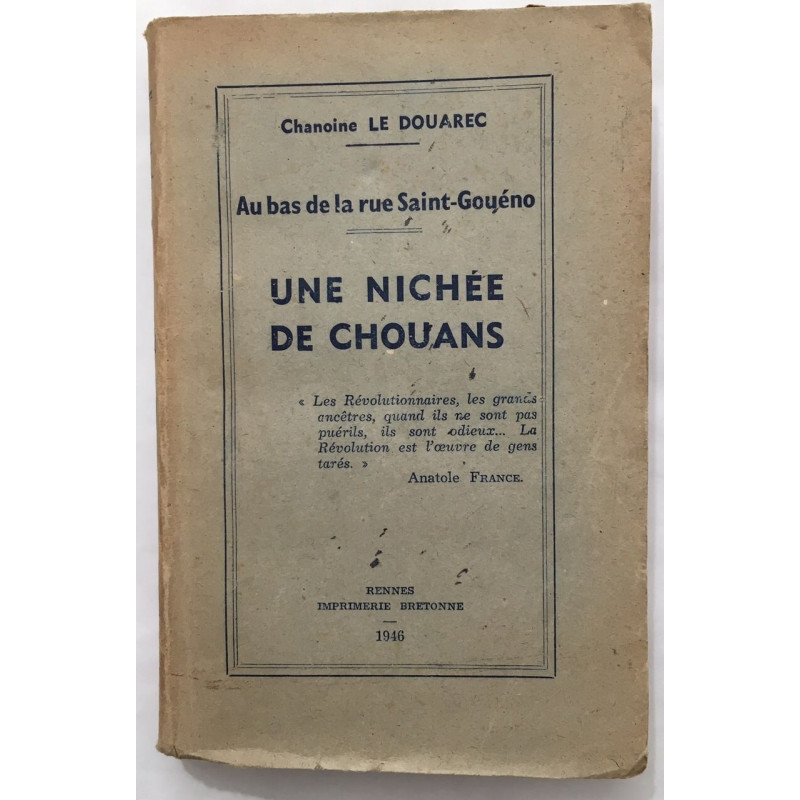 Chanoine LE DOUAREC
Au bas de la rue Saint-Gouéno
UNE NICHÉE
DE CHOUANS
« Les Révolutionnaires, les grands
ancêtres, quand ils ne sont pas
puérils, ils sont odieux... La
Révolution est l'œuvre de gens
tarés. »
Anatole FRANCE.
RENNES
IMPRIMERIE BRETONNE
—
1946